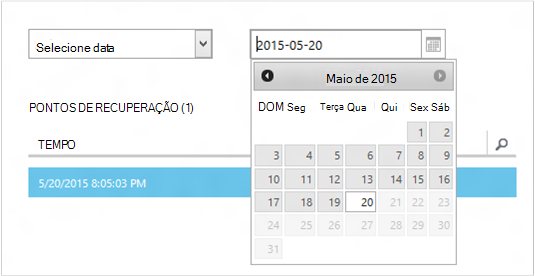 Selecione data
2015-05-20
Maio de 2015
PONTOS DE RECUPERAÇÃO (1)
DOM Seg Terça Qua Qui Sex Sáb
1 2
TEMPO
3 4 5 6 7 8 9
10 11 12 13 14 15 16
5/20/2015 8:05:03 PM
17 18 19 20 21 22 23
24 25 26 27 28 29 30
31